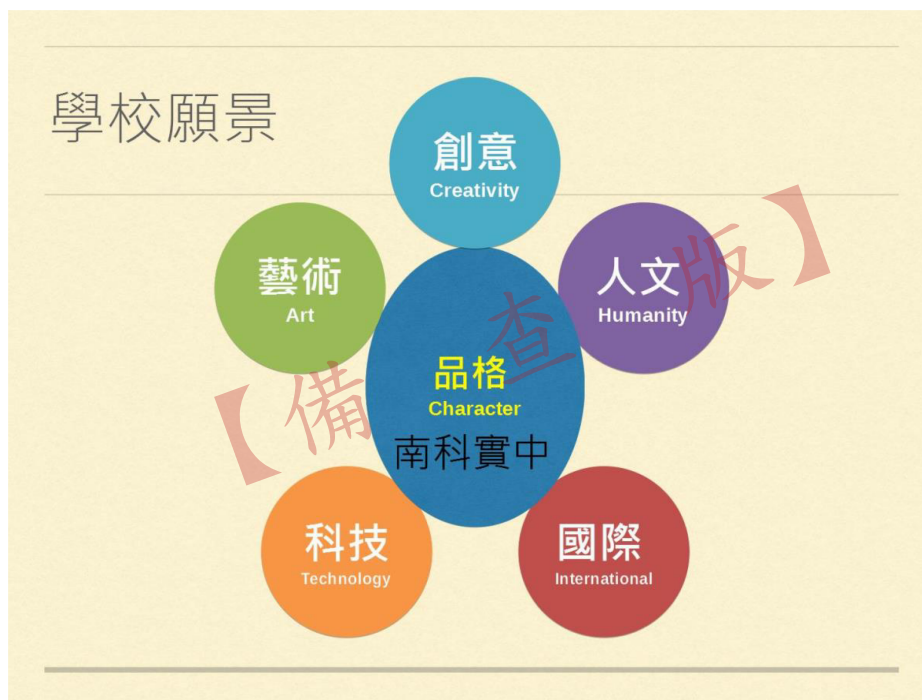 學校願景
創意
Creativity
藝術
Art
人文
Humanity
品格
Character
南科實中
科技
Technology
國際
International
【備查版】